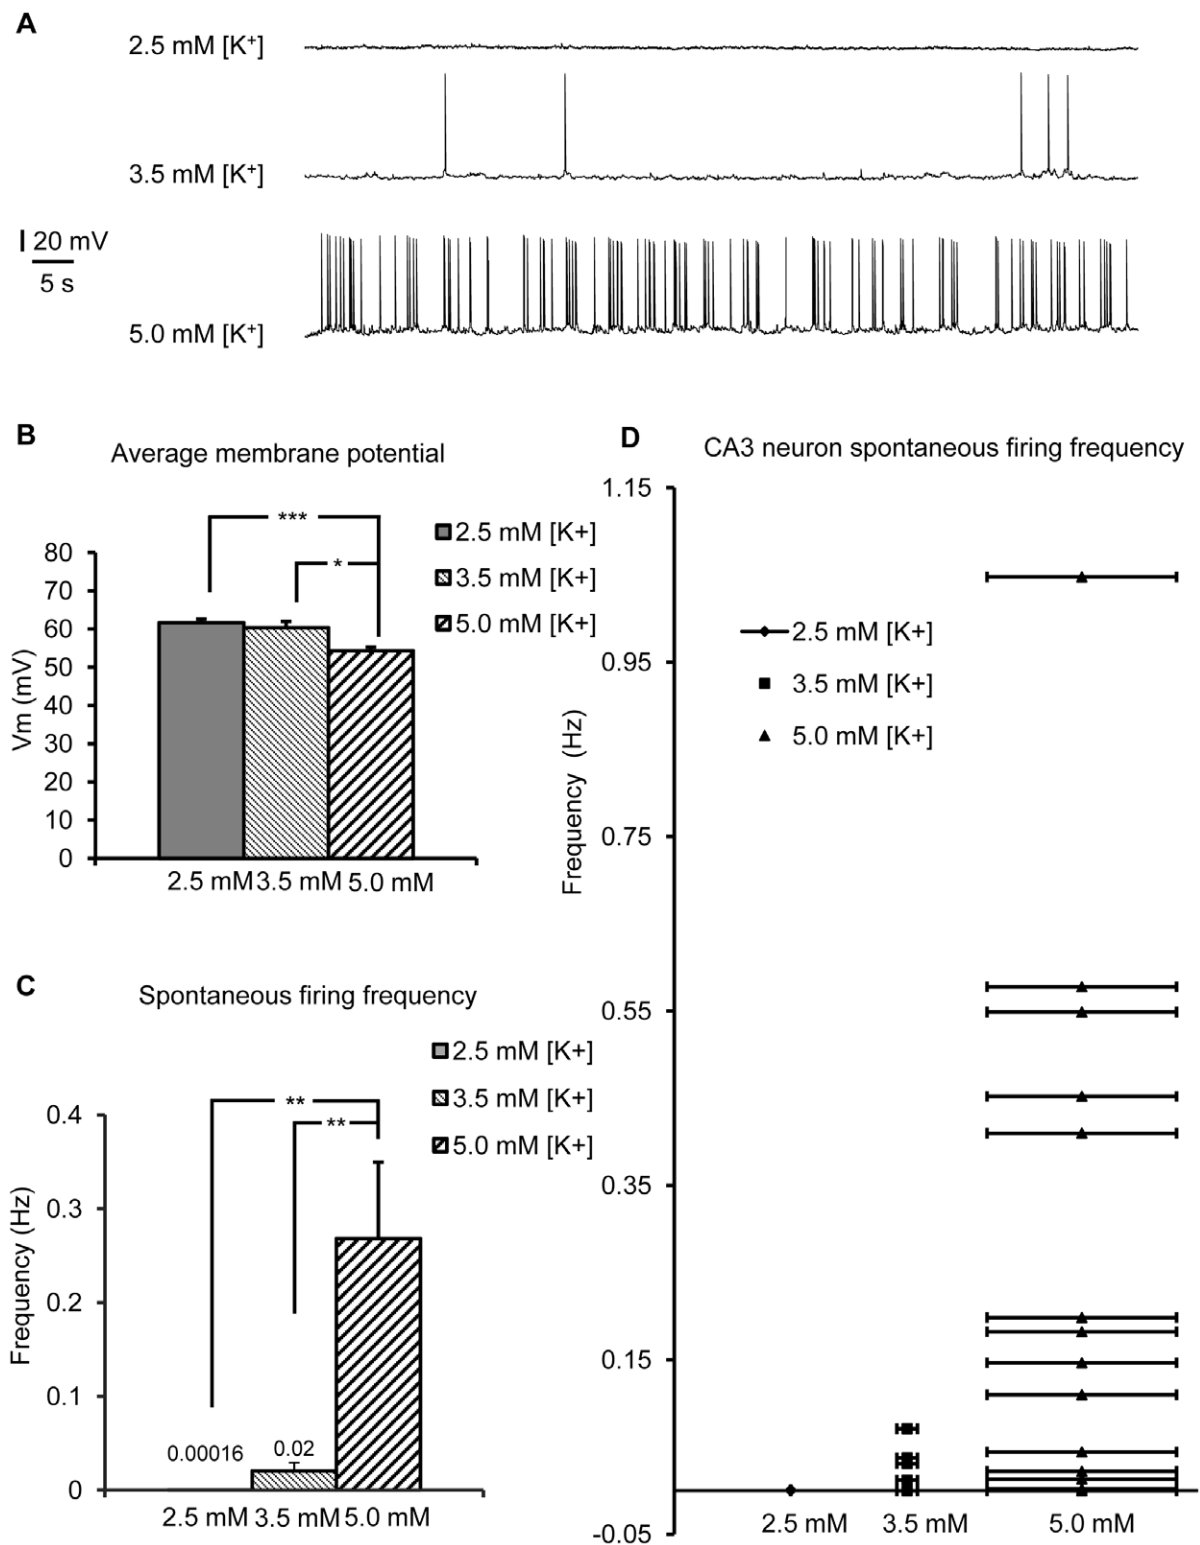 A
2.5 mM [K⁺]
3.5 mM [K⁺]
20 mV
5 s
5.0 mM [K⁺]
B
Average membrane potential
***
*
2.5 mM [K+]
3.5 mM [K+]
5.0 mM [K+]
Vm (mV)
80
70
60
50
40
30
20
10
0
2.5 mM 3.5 mM 5.0 mM
C
Spontaneous firing frequency
2.5 mM [K+]
3.5 mM [K+]
5.0 mM [K+]
**
**
Frequency (Hz)
0.4
0.3
0.2
0.1
0
0.00016
0.02
2.5 mM 3.5 mM 5.0 mM
D
CA3 neuron spontaneous firing frequency
1.15
0.95
0.75
0.55
0.35
0.15
-0.05
Frequency (Hz)
2.5 mM [K+]
3.5 mM [K+]
5.0 mM [K+]
2.5 mM 3.5 mM 5.0 mM